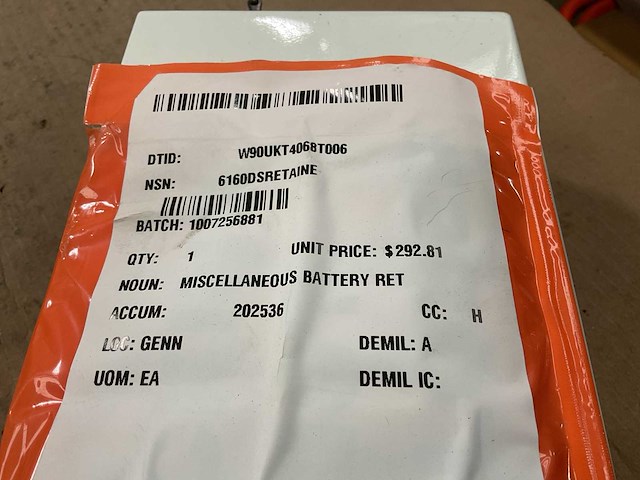 DTID: W90UKT4068T006
NSN: 6160DSRETAINE
BATCH: 1007256881
QTY: 1 UNIT PRICE: $292.81
NOUN: MISCELLANEOUS BATTERY RET
ACCUM: 202536 CC: H
LOC: GENN DEMIL: A
UOM: EA DEMIL IC: